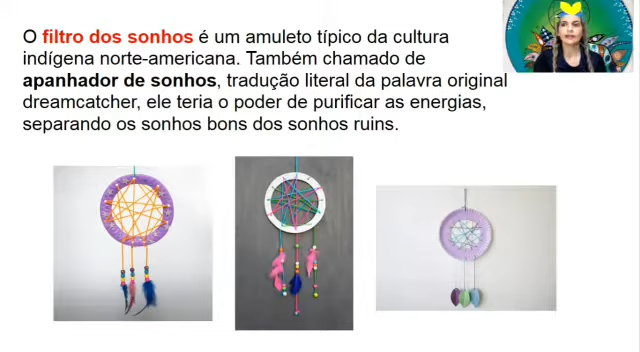 O filtro dos sonhos é um amuleto típico da cultura
indígena norte-americana. Também chamado de
apanhador de sonhos, tradução literal da palavra original
dreamcatcher, ele teria o poder de purificar as energias,
separando os sonhos bons dos sonhos ruins.